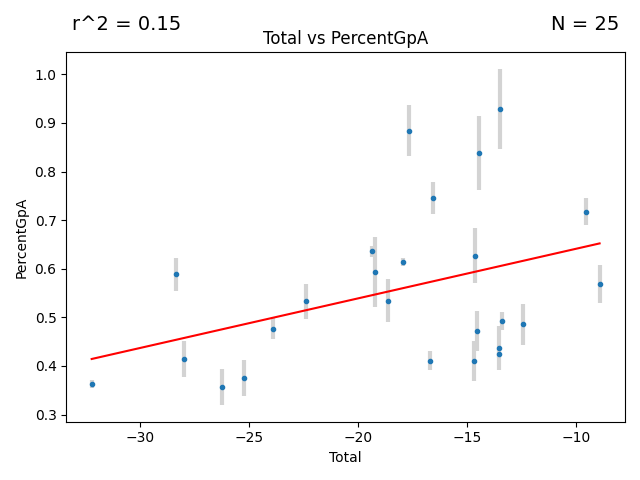 r^2 = 0.15
N = 25
Total vs PercentGpA
1.0
0.9
0.8
0.7
0.6
0.5
0.4
0.3
PercentGpA
−30
−25
−20
−15
−10
Total